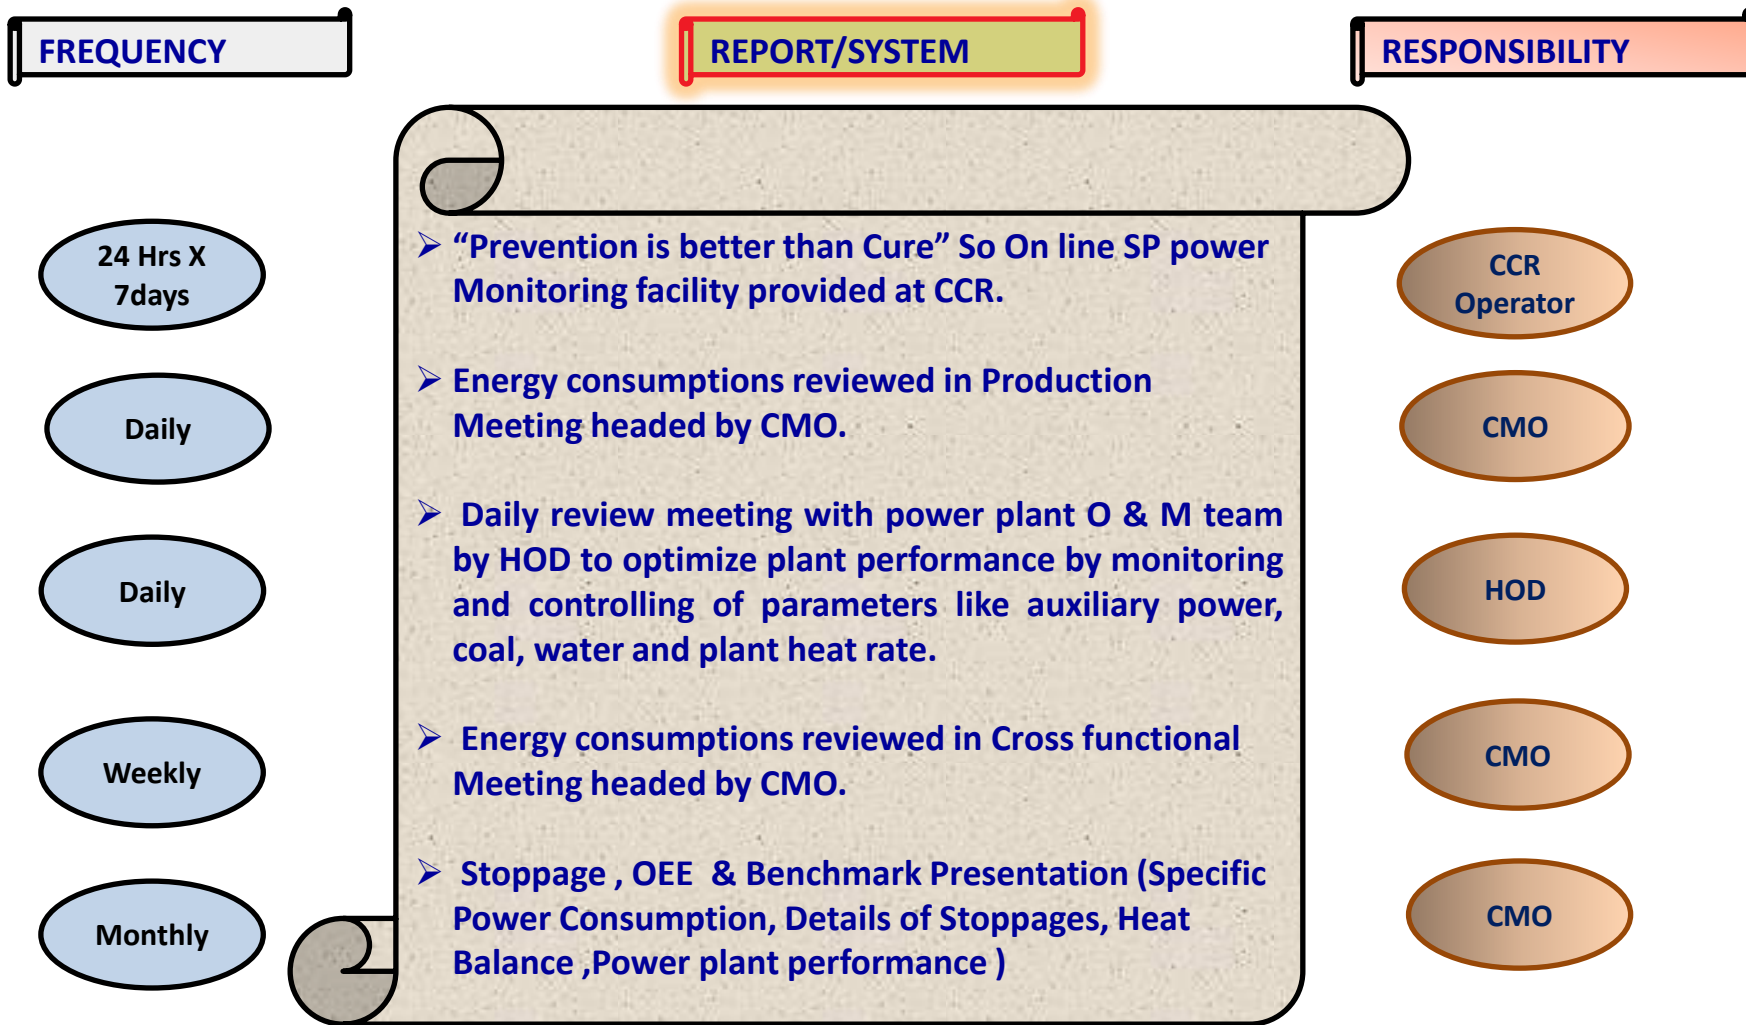 FREQUENCY
REPORT/SYSTEM
RESPONSIBILITY
24 Hrs X
7days
➢ “Prevention is better than Cure” So On line SP power
Monitoring facility provided at CCR.
CCR
Operator
Daily
➢ Energy consumptions reviewed in Production
Meeting headed by CMO.
CMO
Daily
➢ Daily review meeting with power plant O & M team
by HOD to optimize plant performance by monitoring
and controlling of parameters like auxiliary power,
coal, water and plant heat rate.
HOD
Weekly
➢ Energy consumptions reviewed in Cross functional
Meeting headed by CMO.
CMO
Monthly
➢ Stoppage , OEE & Benchmark Presentation (Specific
Power Consumption, Details of Stoppages, Heat
Balance ,Power plant performance )
CMO